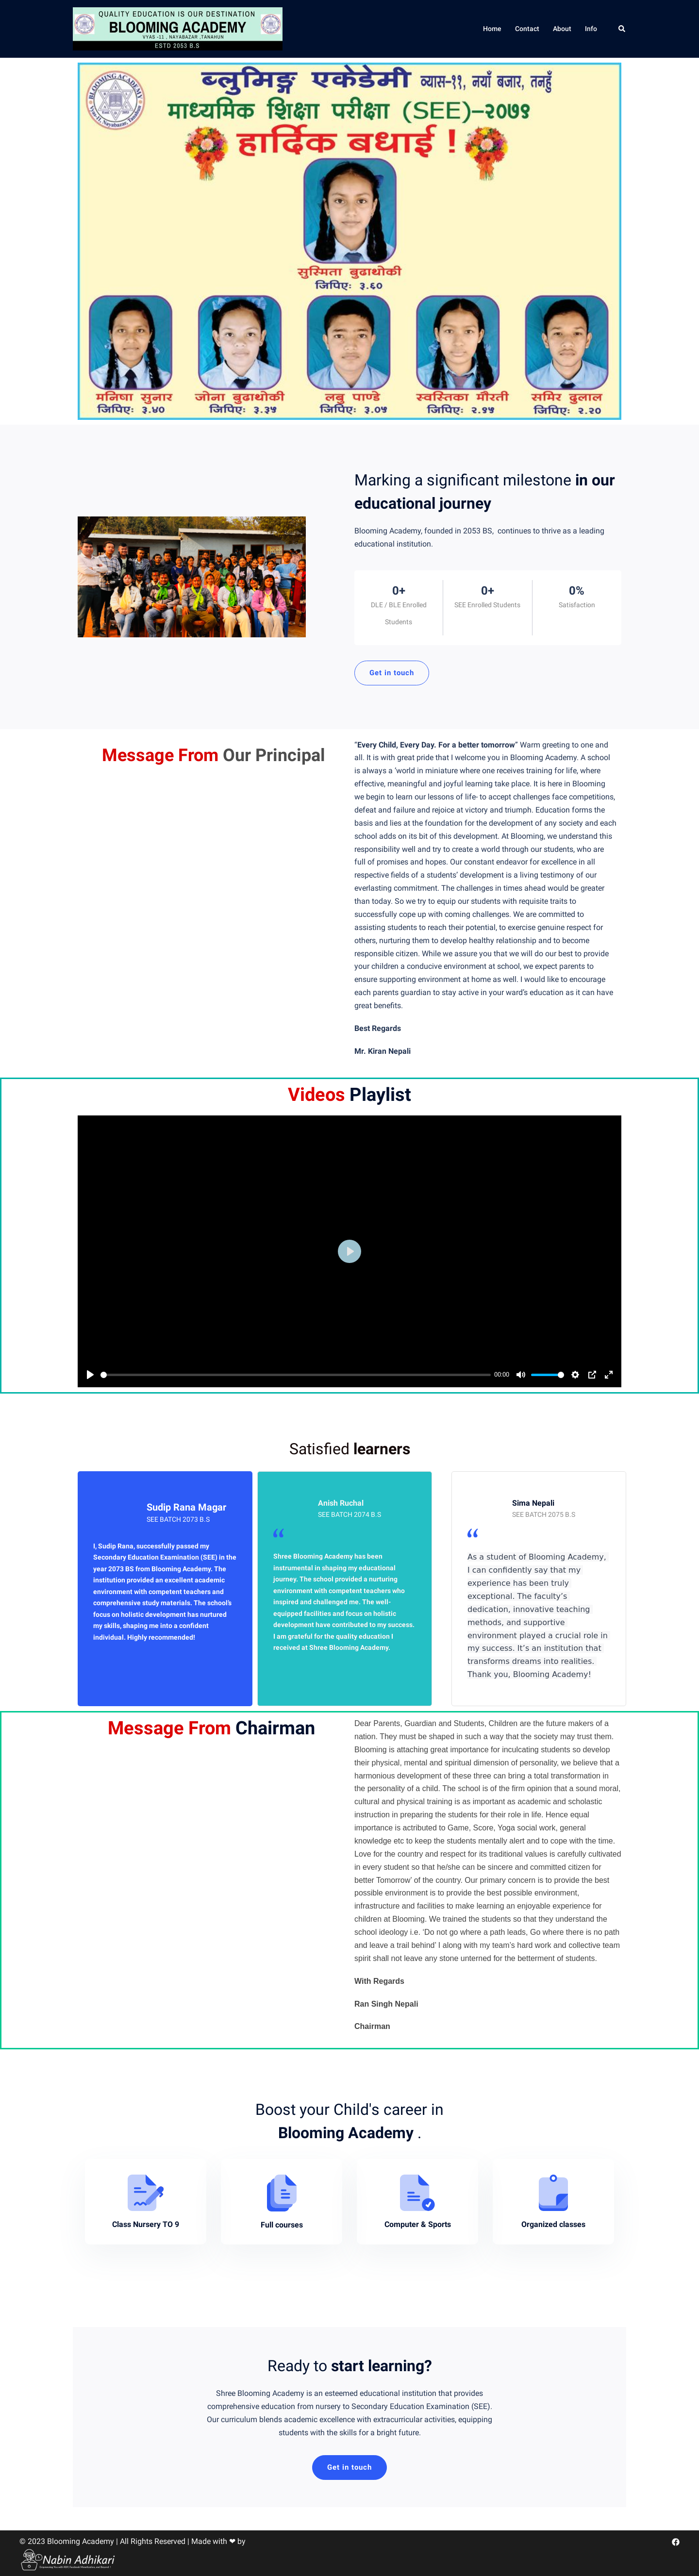 QUALITY EDUCATION IS OUR DESTINATION
BLOOMING ACADEMY
VYAS -11 , NAYABAZAR ,TANAHUN
ESTD 2053 B.S
Home Contact About Info
ब्लुमिङ्ग एकेडेमी व्यास-११, नयाँ बजार, तनहुँ
माध्यमिक शिक्षा परीक्षा (SEE)-२०७७
हार्दिक बधाई !
सुस्मिता बुढाथोकी
जिपिए: ३.६०
मनिषा सुनार
जिपिए: ३.४०
जोना बुढाथोकी
जिपिए: ३.३५
लबु पाण्डे
जिपिए: ३.०५
स्वस्तिका मौरती
जिपिए: २.९५
समिर दुलाल
जिपिए: २.२०
Marking a significant milestone in our
educational journey
Blooming Academy, founded in 2053 BS, continues to thrive as a leading
educational institution.
0+
DLE / BLE Enrolled
Students
0+
SEE Enrolled Students
0%
Satisfaction
Get in touch
Message From Our Principal
“Every Child, Every Day. For a better tomorrow” Warm greeting to one and
all. It is with great pride that I welcome you in Blooming Academy. A school
is always a ‘world in miniature where one receives training for life, where
effective, meaningful and joyful learning take place. It is here in Blooming
we begin to learn our lessons of life- to accept challenges face competitions,
defeat and failure and rejoice at victory and triumph. Education forms the
basis and lies at the foundation for the development of any society and each
school adds on its bit of this development. At Blooming, we understand this
responsibility well and try to create a world through our students, who are
full of promises and hopes. Our constant endeavor for excellence in all
respective fields of a students’ development is a living testimony of our
everlasting commitment. The challenges in times ahead would be greater
than today. So we try to equip our students with requisite traits to
successfully cope up with coming challenges. We are committed to
assisting students to reach their potential, to exercise genuine respect for
others, nurturing them to develop healthy relationship and to become
responsible citizen. While we assure you that we will do our best to provide
your children a conducive environment at school, we expect parents to
ensure supporting environment at home as well. I would like to encourage
each parents guardian to stay active in your ward’s education as it can have
great benefits.
Best Regards
Mr. Kiran Nepali
Videos Playlist
00:00
Satisfied learners
Sudip Rana Magar
SEE BATCH 2073 B.S
I, Sudip Rana, successfully passed my
Secondary Education Examination (SEE) in the
year 2073 BS from Blooming Academy. The
institution provided an excellent academic
environment with competent teachers and
comprehensive study materials. The school's
focus on holistic development has nurtured
my skills, shaping me into a confident
individual. Highly recommended!
Anish Ruchal
SEE BATCH 2074 B.S
Shree Blooming Academy has been
instrumental in shaping my educational
journey. The school provided a nurturing
environment with competent teachers who
inspired and challenged me. The well-
equipped facilities and focus on holistic
development have contributed to my success.
I am grateful for the quality education I
received at Shree Blooming Academy.
Sima Nepali
SEE BATCH 2075 B.S
As a student of Blooming Academy,
I can confidently say that my
experience has been truly
exceptional. The faculty’s
dedication, innovative teaching
methods, and supportive
environment played a crucial role in
my success. It’s an institution that
transforms dreams into realities.
Thank you, Blooming Academy!
Message From Chairman
Dear Parents, Guardian and Students, Children are the future makers of a
nation. They must be shaped in such a way that the society may trust them.
Blooming is attaching great importance for inculcating students so develop
their physical, mental and spiritual dimension of personality, we believe that a
harmonious development of these three can bring a total transformation in
the personality of a child. The school is of the firm opinion that a sound moral,
cultural and physical training is as important as academic and scholastic
instruction in preparing the students for their role in life. Hence equal
importance is actributed to Game, Score, Yoga social work, general
knowledge etc to keep the students mentally alert and to cope with the time.
Love for the country and respect for its traditional values is carefully cultivated
in every student so that he/she can be sincere and committed citizen for
better Tomorrow’ of the country. Our primary concern is to provide the best
possible environment is to provide the best possible environment,
infrastructure and facilities to make learning an enjoyable experience for
children at Blooming. We trained the students so that they understand the
school ideology i.e. ‘Do not go where a path leads, Go where there is no path
and leave a trail behind’ I along with my team’s hard work and collective team
spirit shall not leave any stone unterned for the betterment of students.
With Regards
Ran Singh Nepali
Chairman
Boost your Child's career in
Blooming Academy .
Class Nursery TO 9
Full courses
Computer & Sports
Organized classes
Ready to start learning?
Shree Blooming Academy is an esteemed educational institution that provides
comprehensive education from nursery to Secondary Education Examination (SEE).
Our curriculum blends academic excellence with extracurricular activities, equipping
students with the skills for a bright future.
Get in touch
© 2023 Blooming Academy | All Rights Reserved | Made with ❤ by
Nabin Adhikari